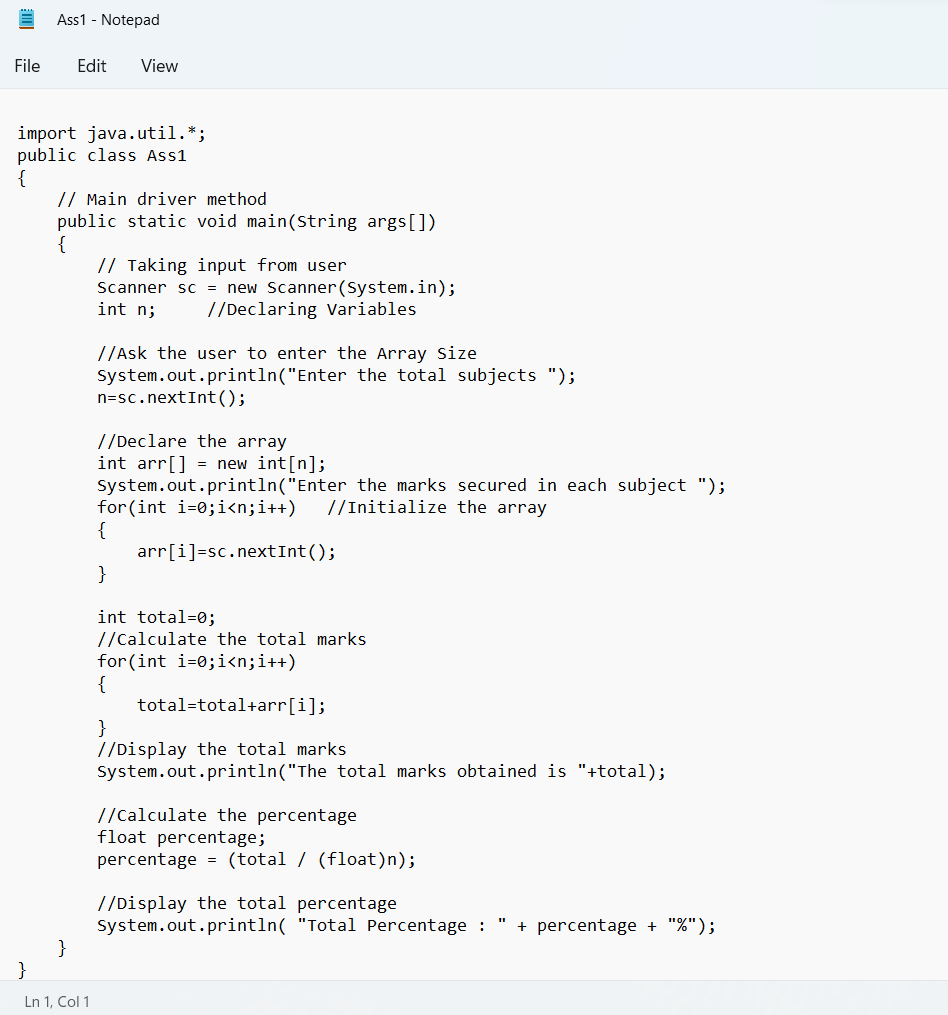 Ass1 - Notepad
File Edit View
import java.util.*;
public class Ass1
{
    // Main driver method
    public static void main(String args[])
    {
        // Taking input from user
        Scanner sc = new Scanner(System.in);
        int n;     //Declaring Variables

        //Ask the user to enter the Array Size
        System.out.println("Enter the total subjects ");
        n=sc.nextInt();

        //Declare the array
        int arr[] = new int[n];
        System.out.println("Enter the marks secured in each subject ");
        for(int i=0;i<n;i++)   //Initialize the array
        {
            arr[i]=sc.nextInt();
        }

        int total=0;
        //Calculate the total marks
        for(int i=0;i<n;i++)
        {
            total=total+arr[i];
        }
        //Display the total marks
        System.out.println("The total marks obtained is "+total);

        //Calculate the percentage
        float percentage;
        percentage = (total / (float)n);

        //Display the total percentage
        System.out.println( "Total Percentage : " + percentage + "%");
    }
}
Ln 1, Col 1